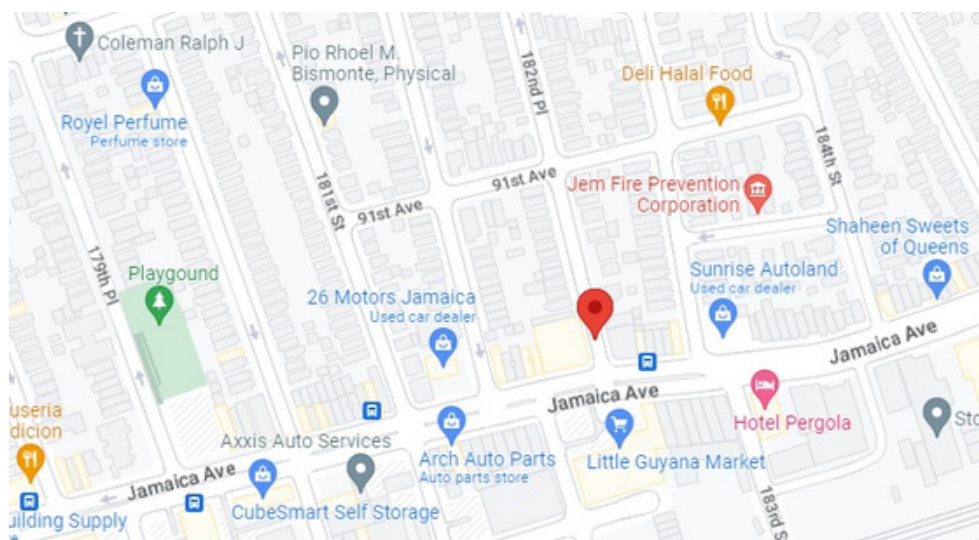 Coleman Ralph J
Royel Perfume
Perfume store
Pio Rhoel M.
Bismonte, Physical
182nd Pl
Deli Halal Food
184th St
91st Ave
91st Ave
181st St
Jem Fire Prevention
Corporation
Shaheen Sweets
of Queens
179th Pl
Playgound
26 Motors Jamaica
Used car dealer
Sunrise Autoland
Used car dealer
Jamaica Ave
Jamaica Ave
Hotel Pergola
useria
dicion
Axxis Auto Services
Arch Auto Parts
Auto parts store
Little Guyana Market
Sto
Jamaica Ave
CubeSmart Self Storage
uilding Supply
183rd S